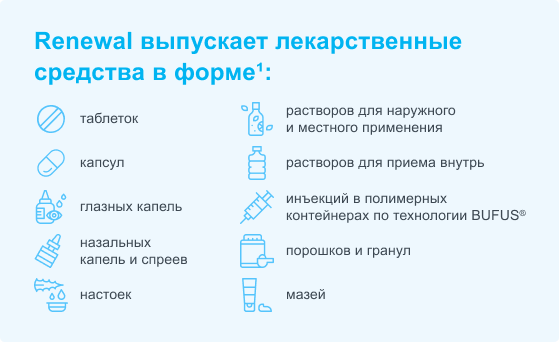 Renewal выпускает лекарственные
средства в форме¹:
таблеток
капсул
глазных капель
назальных
капель и спреев
настоек
растворов для наружного
и местного применения
растворов для приема внутрь
инъекций в полимерных
контейнерах по технологии BUFUS®
порошков и гранул
мазей